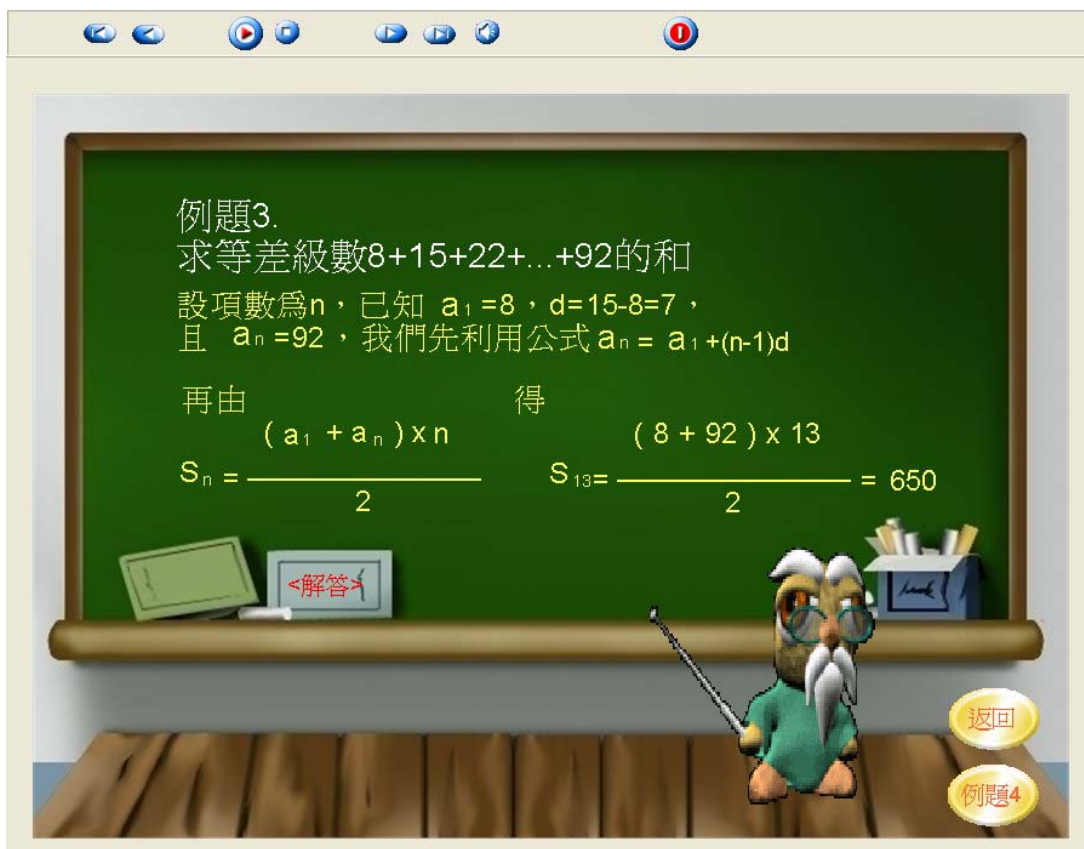 例題3.
求等差級數8+15+22+...+92的和
設項數爲n，已知 a₁=8，d=15-8=7，
且 aₙ=92，我們先利用公式aₙ= a₁+(n-1)d
再由 得
Sₙ = (a₁ + aₙ) x n / 2 S₁₃= (8 + 92) x 13 / 2 = 650
<解答>
返回
例題4